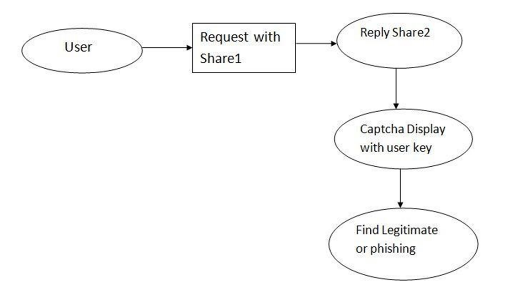 User
Request with
Share1
Reply Share2
Captcha Display
with user key
Find Legitimate
or phishing